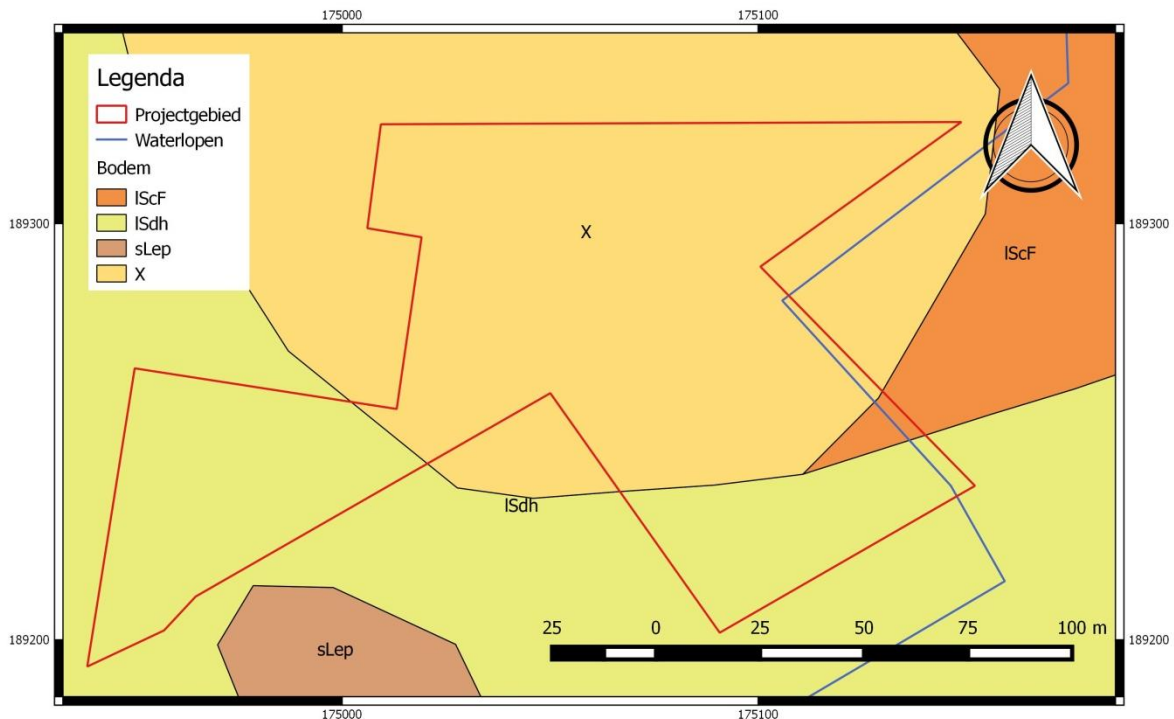 175000 175100
Legenda
Projectgebied
Waterlopen
Bodem
lScF
lSdh
sLep
X
189300 189300
X
lScF
lSdh
189200 189200
sLep
25 0 25 50 75 100 m
175000 175100